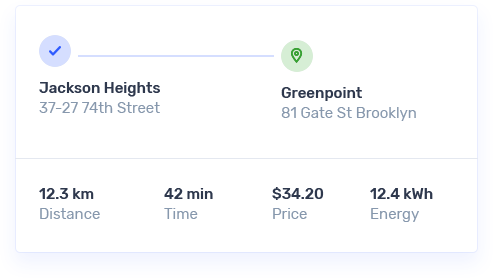 Jackson Heights
37-27 74th Street
Greenpoint
81 Gate St Brooklyn
12.3 km
Distance
42 min
Time
$34.20
Price
12.4 kWh
Energy